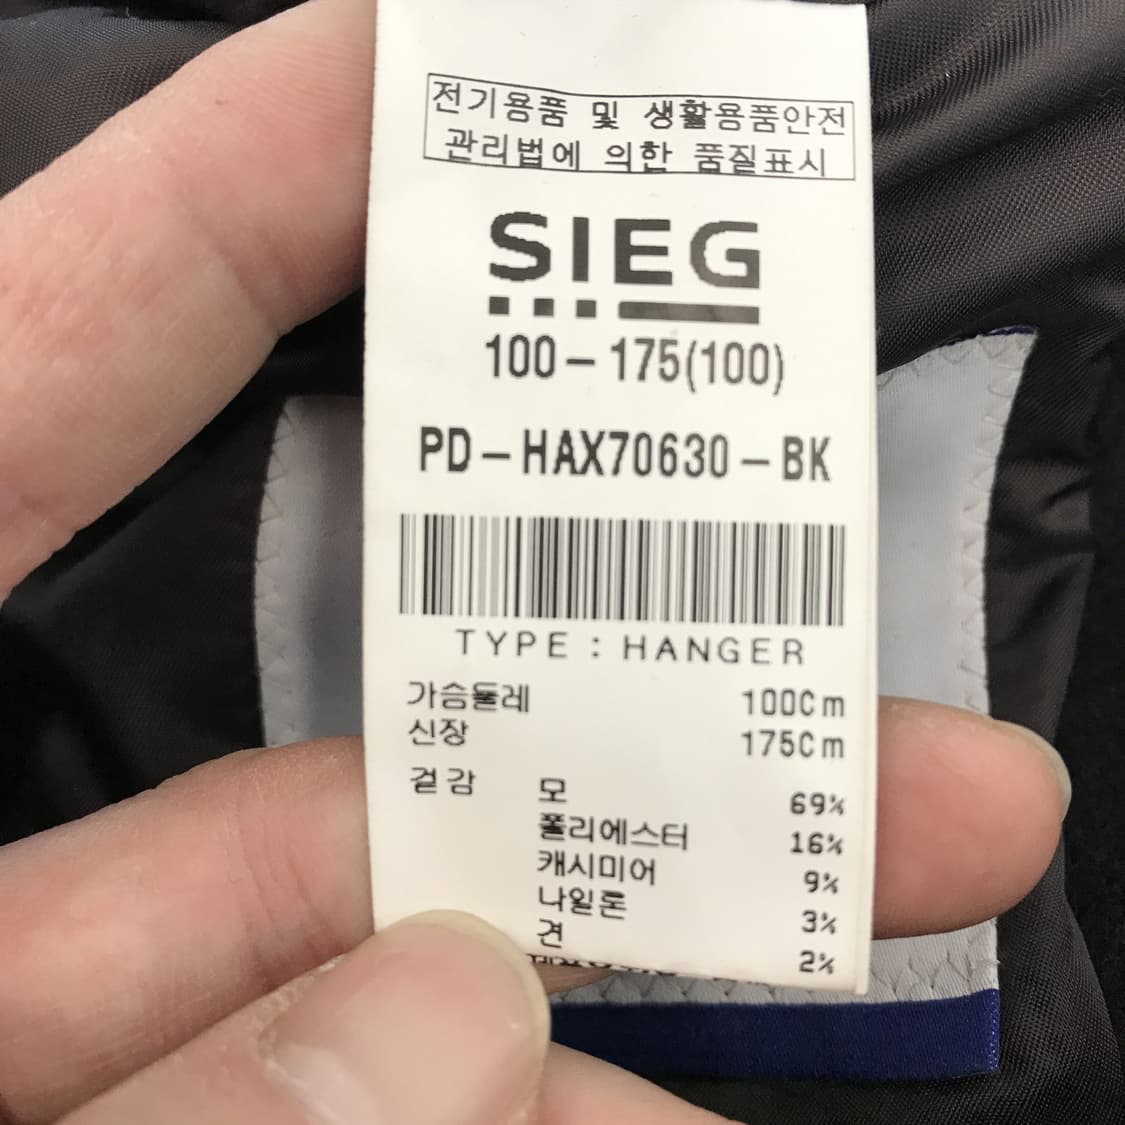 전기용품 및 생활용품안전
관리법에 의한 품질표시
SIEG
100-175(100)
PD-HAX70630-BK
TYPE : HANGER
가슴둘레 100Cm
신장 175Cm
겉감 모 69%
폴리에스터 16%
캐시미어 9%
나일론 3%
견 2%